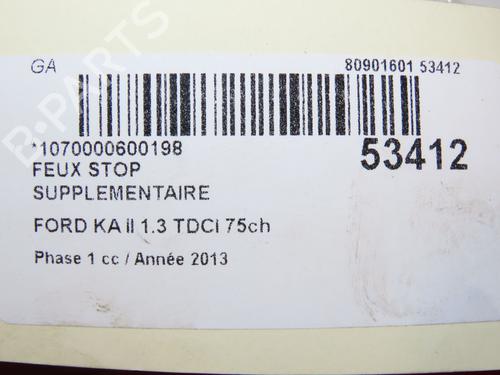 GA 80901601 53412
*1070000600198
53412
FEUX STOP
SUPPLEMENTAIRE
FORD KA II 1.3 TDCI 75ch
Phase 1 cc / Année 2013
B-PARTS